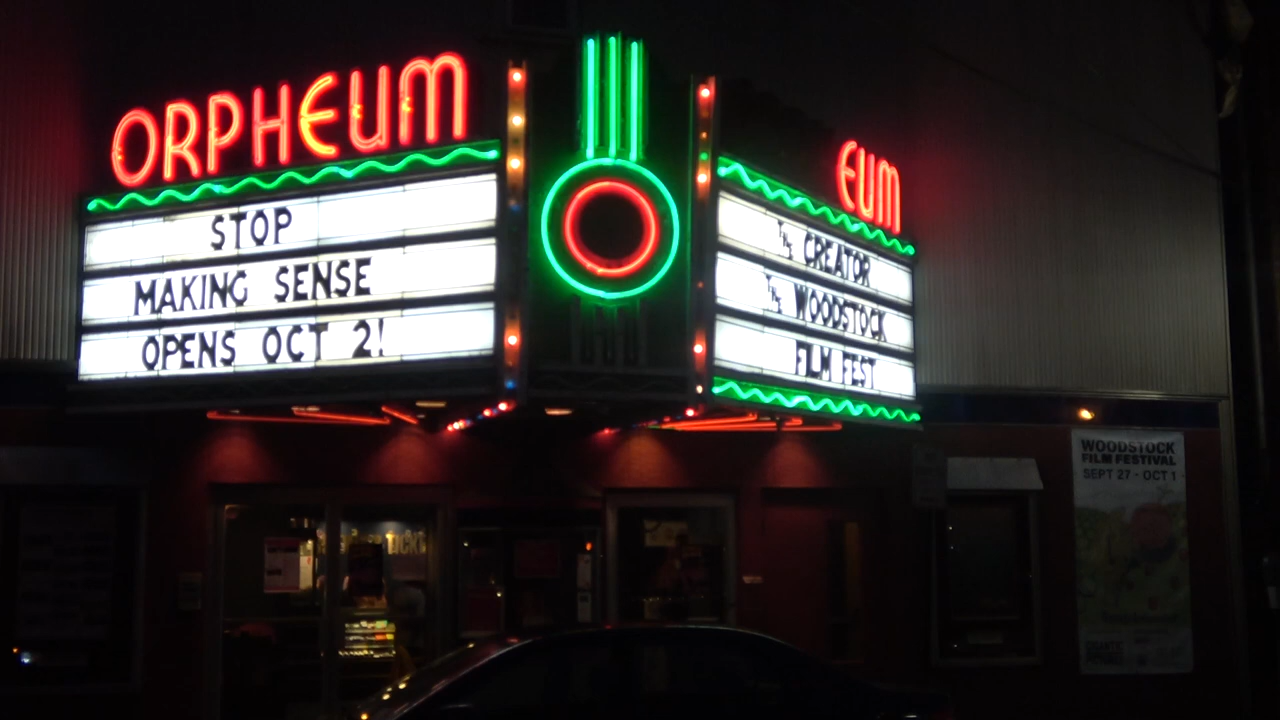 ORPHEUM
STOP
MAKING SENSE
OPENS OCT 2!
EUM
THE CREATOR
THE WOODSTOCK
FILM FEST
WOODSTOCK
FILM FESTIVAL
SEPT 27 - OCT 1